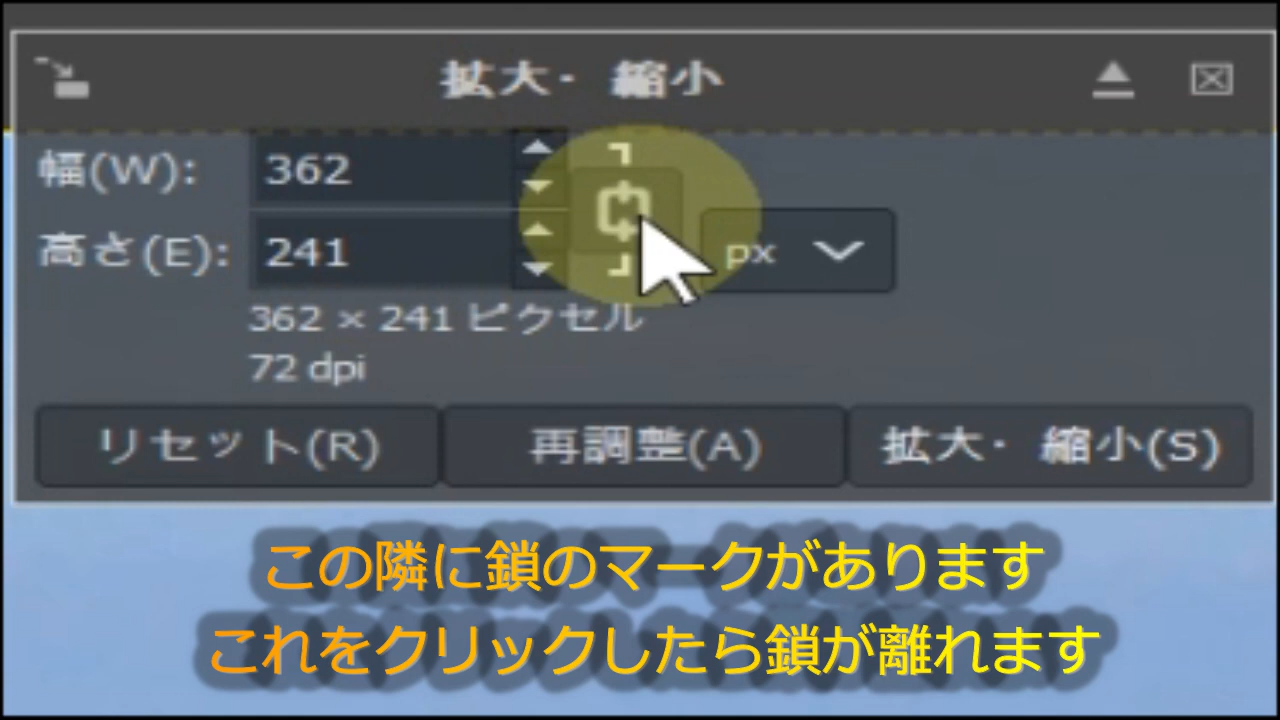 拡大・縮小
幅(W): 362
高さ(E): 241 px
362 × 241 ピクセル
72 dpi
リセット(R) 再調整(A) 拡大・縮小(S)
この隣に鎖のマークがあります
これをクリックしたら鎖が離れます